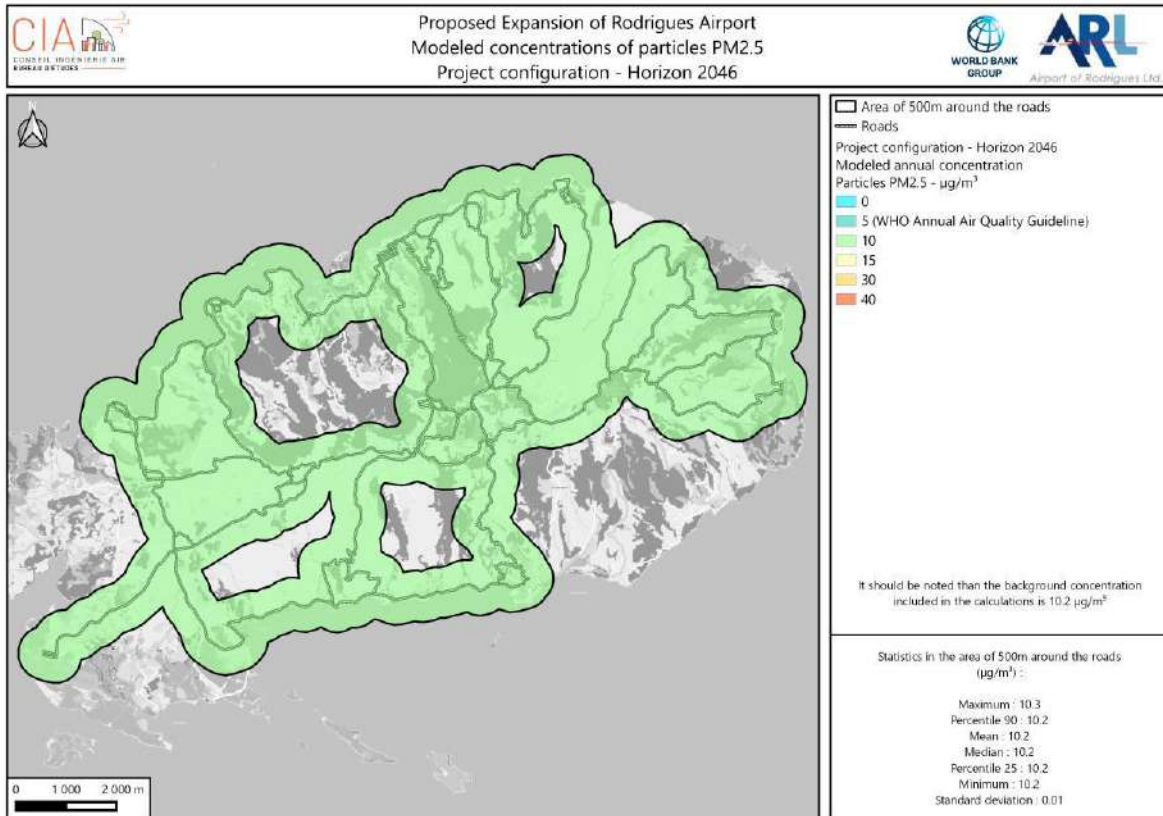 CIA
CONSEIL INGENIERIE AIR
BUREAU D'ETUDES
Proposed Expansion of Rodrigues Airport
Modeled concentrations of particles PM2.5
Project configuration - Horizon 2046
WORLD BANK
GROUP
ARL
Airport of Rodrigues Ltd.
N
Area of 500m around the roads
Roads
Project configuration - Horizon 2046
Modeled annual concentration
Particles PM2.5 - µg/m³
0
5 (WHO Annual Air Quality Guideline)
10
15
30
40
It should be noted than the background concentration
included in the calculations is 10.2 µg/m³
Statistics in the area of 500m around the roads
(µg/m³) :
Maximum : 10.3
Percentile 90 : 10.2
Mean : 10.2
Median : 10.2
Percentile 25 : 10.2
Minimum : 10.2
Standard deviation : 0.01
0 1 000 2 000 m